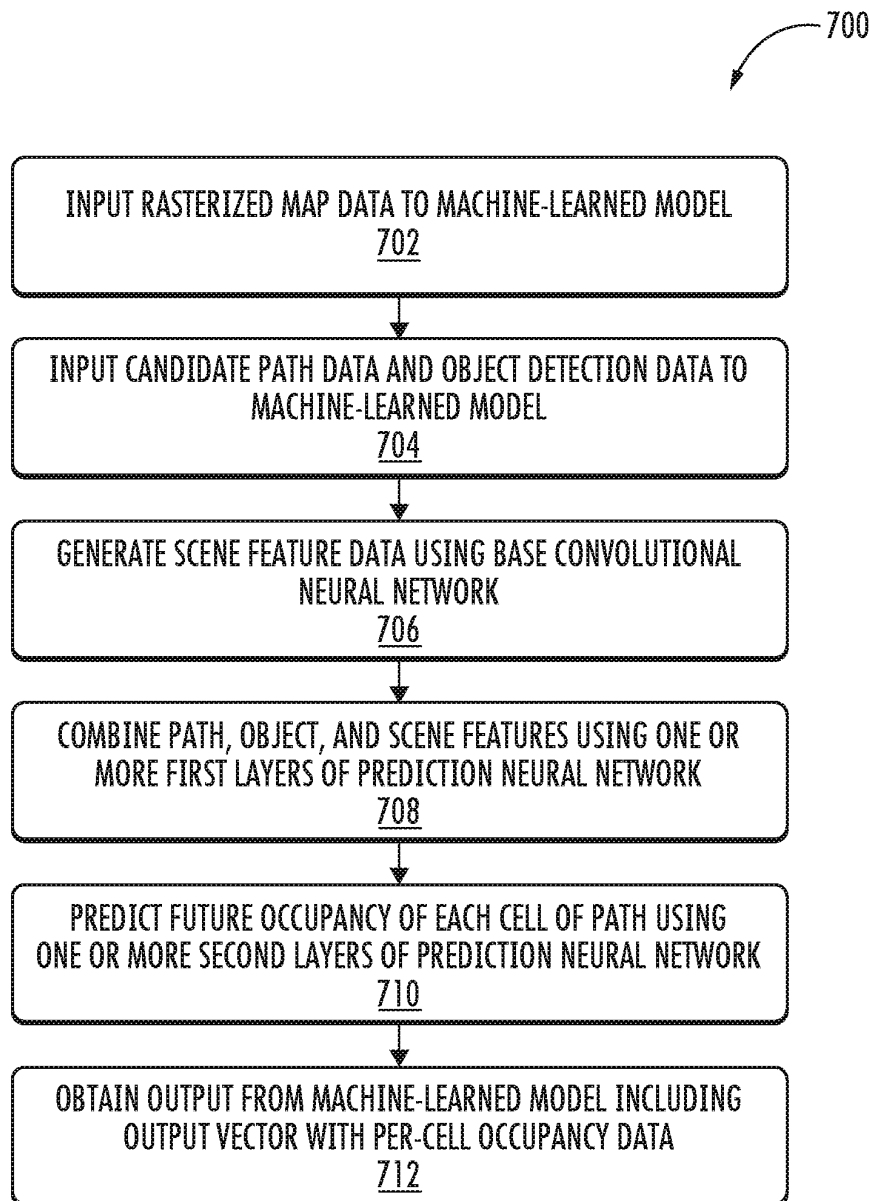 700
INPUT RASTERIZED MAP DATA TO MACHINE-LEARNED MODEL
702
INPUT CANDIDATE PATH DATA AND OBJECT DETECTION DATA TO
MACHINE-LEARNED MODEL
704
GENERATE SCENE FEATURE DATA USING BASE CONVOLUTIONAL
NEURAL NETWORK
706
COMBINE PATH, OBJECT, AND SCENE FEATURES USING ONE OR
MORE FIRST LAYERS OF PREDICTION NEURAL NETWORK
708
PREDICT FUTURE OCCUPANCY OF EACH CELL OF PATH USING
ONE OR MORE SECOND LAYERS OF PREDICTION NEURAL NETWORK
710
OBTAIN OUTPUT FROM MACHINE-LEARNED MODEL INCLUDING
OUTPUT VECTOR WITH PER-CELL OCCUPANCY DATA
712